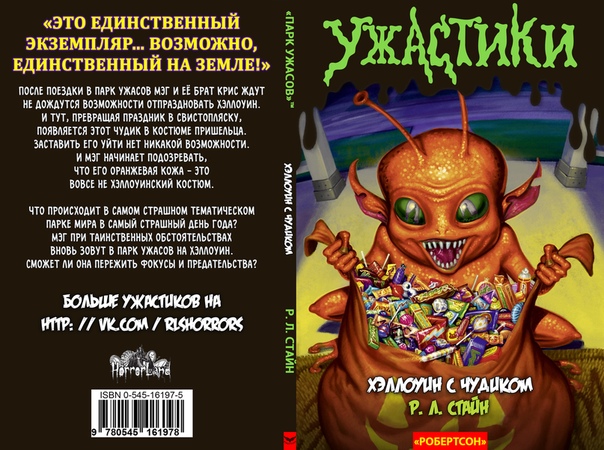 «ЭТО ЕДИНСТВЕННЫЙ
ЭКЗЕМПЛЯР... ВОЗМОЖНО,
ЕДИНСТВЕННЫЙ НА ЗЕМЛЕ!»
ПОСЛЕ ПОЕЗДКИ В ПАРК УЖАСОВ МЭГ И ЕЁ БРАТ КРИС ЖДУТ
НЕ ДОЖДУТСЯ ВОЗМОЖНОСТИ ОТПРАЗДНОВАТЬ ХЭЛЛОУИН.
И ТУТ, ПРЕВРАЩАЯ ПРАЗДНИК В СВИСТОПЛЯСКУ,
ПОЯВЛЯЕТСЯ ЭТОТ ЧУДИК В КОСТЮМЕ ПРИШЕЛЬЦА.
ЗАСТАВИТЬ ЕГО УЙТИ НЕТ НИКАКОЙ ВОЗМОЖНОСТИ.
И МЭГ НАЧИНАЕТ ПОДОЗРЕВАТЬ,
ЧТО ЕГО ОРАНЖЕВАЯ КОЖА – ЭТО
ВОВСЕ НЕ ХЭЛЛОУИНСКИЙ КОСТЮМ.
ЧТО ПРОИСХОДИТ В САМОМ СТРАШНОМ ТЕМАТИЧЕСКОМ
ПАРКЕ МИРА В САМЫЙ СТРАШНЫЙ ДЕНЬ ГОДА?
МЭГ ПРИ ТАИНСТВЕННЫХ ОБСТОЯТЕЛЬСТВАХ
ВНОВЬ ЗОВУТ В ПАРК УЖАСОВ НА ХЭЛЛОУИН.
СМОЖЕТ ЛИ ОНА ПЕРЕЖИТЬ ФОКУСЫ И ПРЕДАТЕЛЬСТВА?
БОЛЬШЕ УЖАСТИКОВ НА
HTTP: // VK.COM / RLSHORRORS
HorrorLand
ISBN 0-545-16197-5
9 780545 161978
«ПАРК УЖАСОВ»™
ХЭЛЛОУИН С ЧУДИКОМ
Р. Л. СТАЙН
УЖАСТИКИ
ХЭЛЛОУИН С ЧУДИКОМ
Р. Л. СТАЙН
«РОБЕРТСОН»